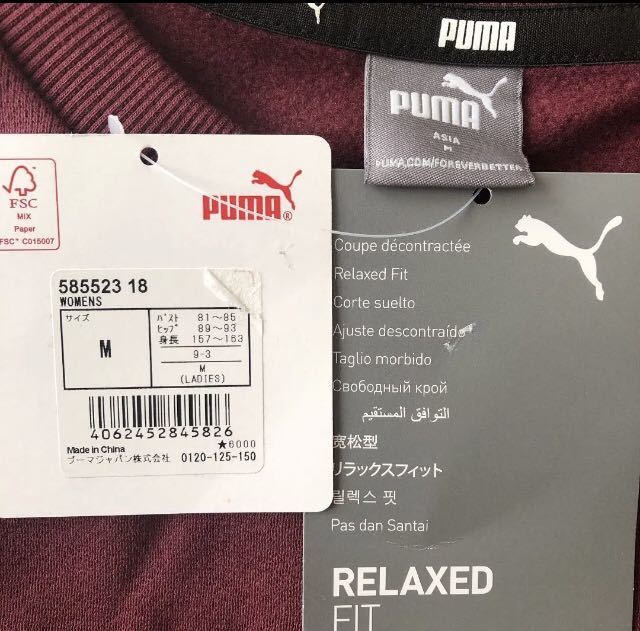 PUMA
PUMA
ASIA
M
PUMA.COM/FOREVERBETTER
FSC
MIX
Paper
FSC™ C015007
PUMA®
585523 18
WOMENS
サイズ
M
バスト 81～85
ヒップ 89～93
身長 157～163
9-3
M
(LADIES)
4062452845826
★6000
Made in China
プーマジャパン株式会社 0120-125-150
Coupe décontractée
Relaxed Fit
Corte suelto
Ajuste descontraído
Taglio morbido
Свободный крой
التوافق المستقيم
宽松型
リラックスフィット
릴렉스 핏
Pas dan Santai
RELAXED
FIT